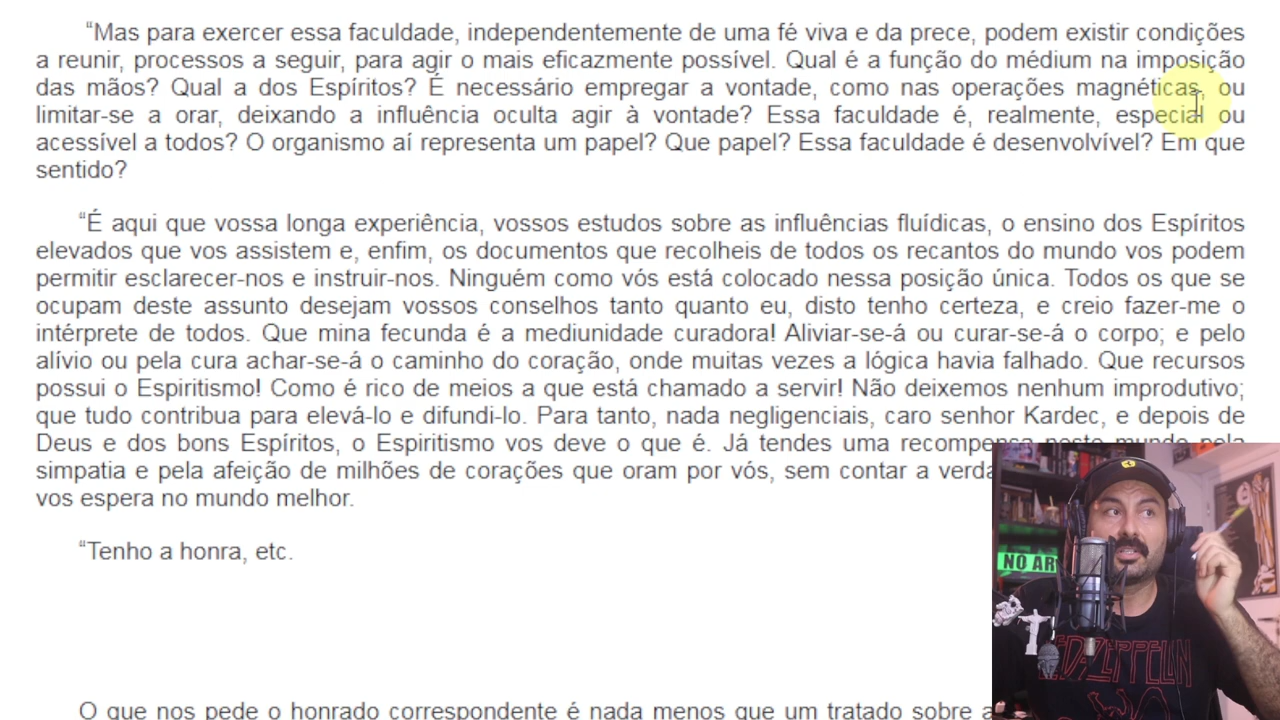 “Mas para exercer essa faculdade, independentemente de uma fé viva e da prece, podem existir condições
a reunir, processos a seguir, para agir o mais eficazmente possível. Qual é a função do médium na imposição
das mãos? Qual a dos Espíritos? É necessário empregar a vontade, como nas operações magnéticas, ou
limitar-se a orar, deixando a influência oculta agir à vontade? Essa faculdade é, realmente, especial ou
acessível a todos? O organismo aí representa um papel? Que papel? Essa faculdade é desenvolvível? Em que
sentido?
“É aqui que vossa longa experiência, vossos estudos sobre as influências fluídicas, o ensino dos Espíritos
elevados que vos assistem e, enfim, os documentos que recolheis de todos os recantos do mundo vos podem
permitir esclarecer-nos e instruir-nos. Ninguém como vós está colocado nessa posição única. Todos os que se
ocupam deste assunto desejam vossos conselhos tanto quanto eu, disto tenho certeza, e creio fazer-me o
intérprete de todos. Que mina fecunda é a mediunidade curadora! Aliviar-se-á ou curar-se-á o corpo; e pelo
alívio ou pela cura achar-se-á o caminho do coração, onde muitas vezes a lógica havia falhado. Que recursos
possui o Espiritismo! Como é rico de meios a que está chamado a servir! Não deixemos nenhum improdutivo;
que tudo contribua para elevá-lo e difundi-lo. Para tanto, nada negligenciais, caro senhor Kardec, e depois de
Deus e dos bons Espíritos, o Espiritismo vos deve o que é. Já tendes uma recompensa neste mundo pela
simpatia e pela afeição de milhões de corações que oram por vós, sem contar a
vos espera no mundo melhor.
“Tenho a honra, etc.
NO AR
LED ZEPPELIN
O que nos pede o honrado correspondente é nada menos que um tratado sobre a